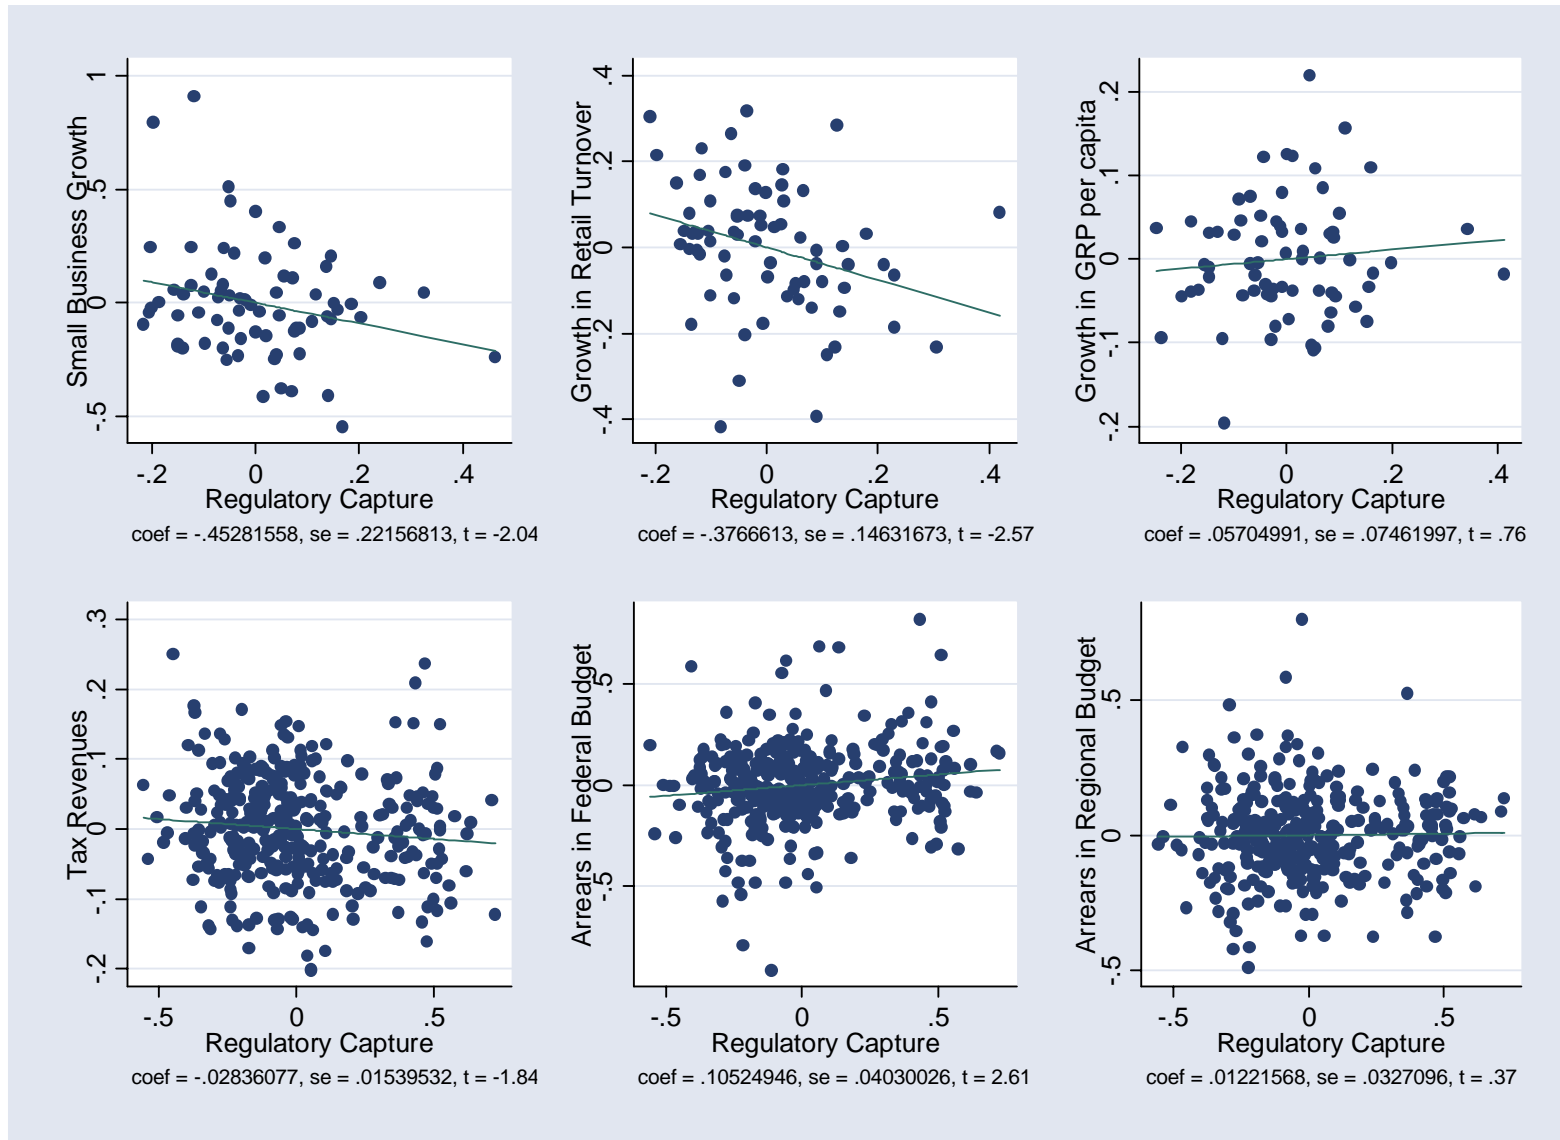 Small Business Growth
1
.5
0
-.5
-.2 0 .2 .4
Regulatory Capture
coef = -.45281558, se = .22156813, t = -2.04
Growth in Retail Turnover
.4
.2
0
-.2
-.4
-.2 0 .2 .4
Regulatory Capture
coef = -.3766613, se = .14631673, t = -2.57
Growth in GRP per capita
.2
.1
0
-.1
-.2
-.2 0 .2 .4
Regulatory Capture
coef = .05704991, se = .07461997, t = .76
Tax Revenues
.3
.2
.1
0
-.1
-.2
-.5 0 .5
Regulatory Capture
coef = -.02836077, se = .01539532, t = -1.84
Arrears in Federal Budget
.5
0
-.5
-.5 0 .5
Regulatory Capture
coef = .10524946, se = .04030026, t = 2.61
Arrears in Regional Budget
.5
0
-.5
-.5 0 .5
Regulatory Capture
coef = .01221568, se = .0327096, t = .37